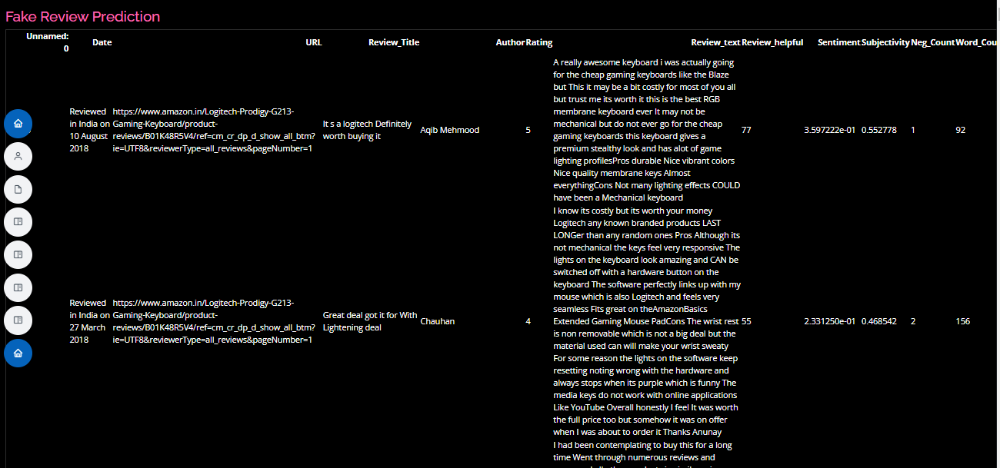 Fake Review Prediction
Unnamed:
0
Date
URL
Review_Title
Author
Rating
Review_text
Review_helpful
Sentiment
Subjectivity
Neg_Count
Word_Cou
Reviewed
in India on
10 August
2018
https://www.amazon.in/Logitech-Prodigy-G213-
Gaming-Keyboard/product-
reviews/B01K48R5V4/ref=cm_cr_dp_d_show_all_btm?
ie=UTF8&reviewerType=all_reviews&pageNumber=1
It s a logitech Definitely
worth buying it
Aqib Mehmood
5
A really awesome keyboard i was actually going
for the cheap gaming keyboards like the Blaze
but This it may be a bit costly for most of you all
but trust me its worth it this is the best RGB
membrane keyboard ever It may not be
mechanical but do not ever go for the cheap
gaming keyboards this keyboard gives a
premium stealthy look and has alot of game
lighting profilesPros durable Nice vibrant colors
Nice quality membrane keys Almost
everythingCons Not many lighting effects COULD
have been a Mechanical keyboard
77
3.597222e-01
0.552778
1
92
Reviewed
in India on
27 March
2018
https://www.amazon.in/Logitech-Prodigy-G213-
Gaming-Keyboard/product-
reviews/B01K48R5V4/ref=cm_cr_dp_d_show_all_btm?
ie=UTF8&reviewerType=all_reviews&pageNumber=1
Great deal got it for With
Lightening deal
Chauhan
4
I know its costly but its worth your money
Logitech any known branded products LAST
LONGer than any random ones Pros Although its
not mechanical the keys feel very responsive The
lights on the keyboard look amazing and CAN be
switched off with a hardware button on the
keyboard The software perfectly links up with my
mouse which is also Logitech and feels very
seamless Fits great on theAmazonBasics
Extended Gaming Mouse PadCons The wrist rest
is non removable which is not a big deal but the
material used can will make your wrist sweaty
For some reason the lights on the software keep
resetting noting wrong with the hardware and
always stops when its purple which is funny The
media keys do not work with online applications
Like YouTube Overall honestly I feel It was worth
the full price too but somehow it was on offer
when I was about to order it Thanks Anunay
55
2.331250e-01
0.468542
2
156
I had been contemplating to buy this for a long
time Went through numerous reviews and